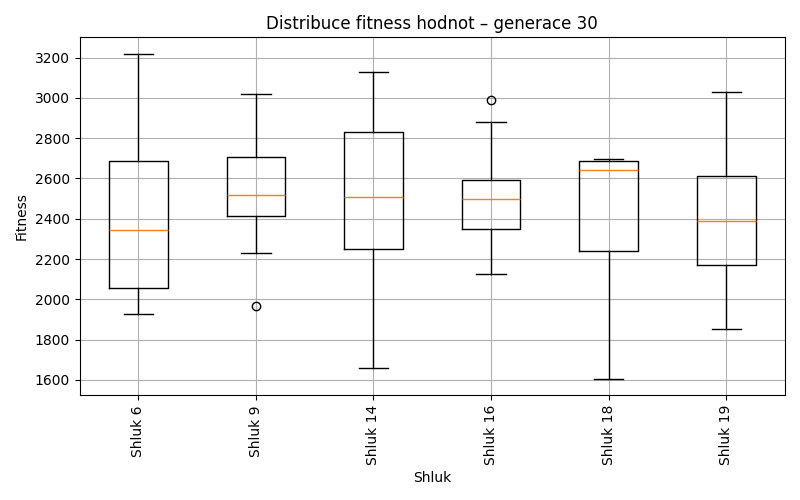 Distribuce fitness hodnot – generace 30
Fitness
3200
3000
2800
2600
2400
2200
2000
1800
1600
Shluk 6
Shluk 9
Shluk 14
Shluk 16
Shluk 18
Shluk 19
Shluk